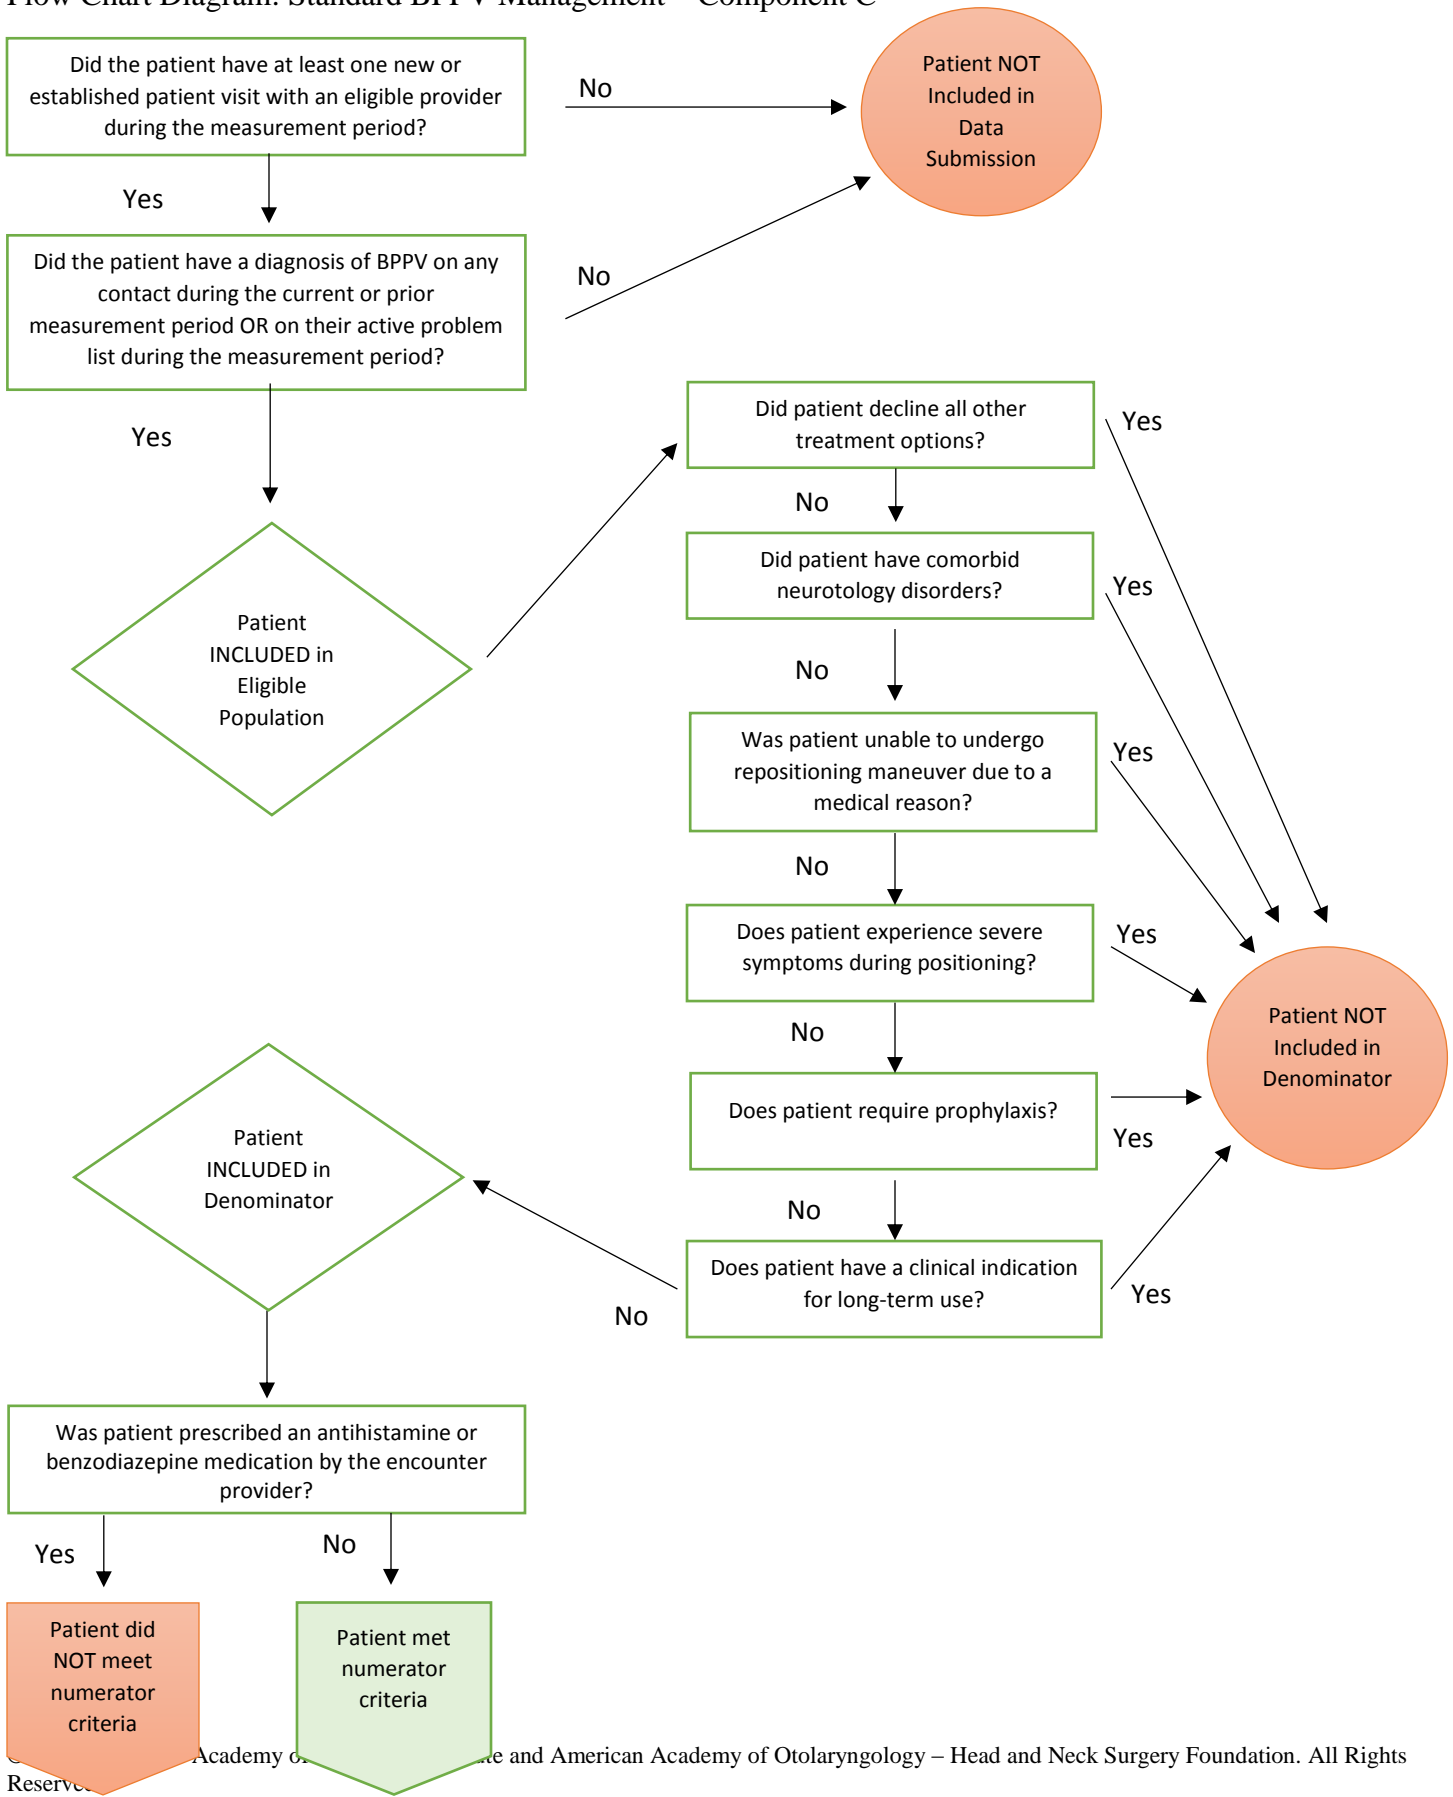 Flow Chart Diagram: Standard BPPV Management – Component C
Did the patient have at least one new or
established patient visit with an eligible provider
during the measurement period?
No
Patient NOT
Included in
Data
Submission
Yes
Did the patient have a diagnosis of BPPV on any
contact during the current or prior
measurement period OR on their active problem
list during the measurement period?
No
Yes
Patient
INCLUDED in
Eligible
Population
Did patient decline all other
treatment options?
Yes
No
Did patient have comorbid
neurotology disorders?
Yes
No
Was patient unable to undergo
repositioning maneuver due to a
medical reason?
Yes
No
Does patient experience severe
symptoms during positioning?
Yes
No
Patient NOT
Included in
Denominator
Does patient require prophylaxis?
Yes
No
Does patient have a clinical indication
for long-term use?
Yes
No
Patient
INCLUDED in
Denominator
Was patient prescribed an antihistamine or
benzodiazepine medication by the encounter
provider?
Yes
No
Patient did
NOT meet
numerator
criteria
Patient met
numerator
criteria
Academy and American Academy of Otolaryngology – Head and Neck Surgery Foundation. All Rights